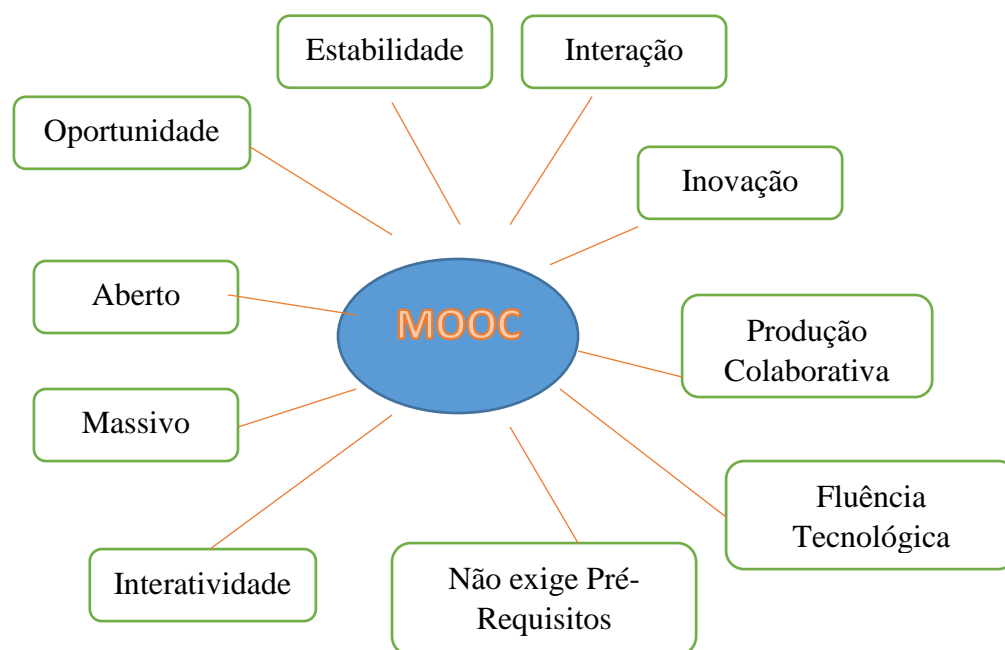 Estabilidade
Interação
Oportunidade
Inovação
Aberto
MOOC
Produção
Colaborativa
Massivo
Fluência
Tecnológica
Interatividade
Não exige Pré-
Requisitos